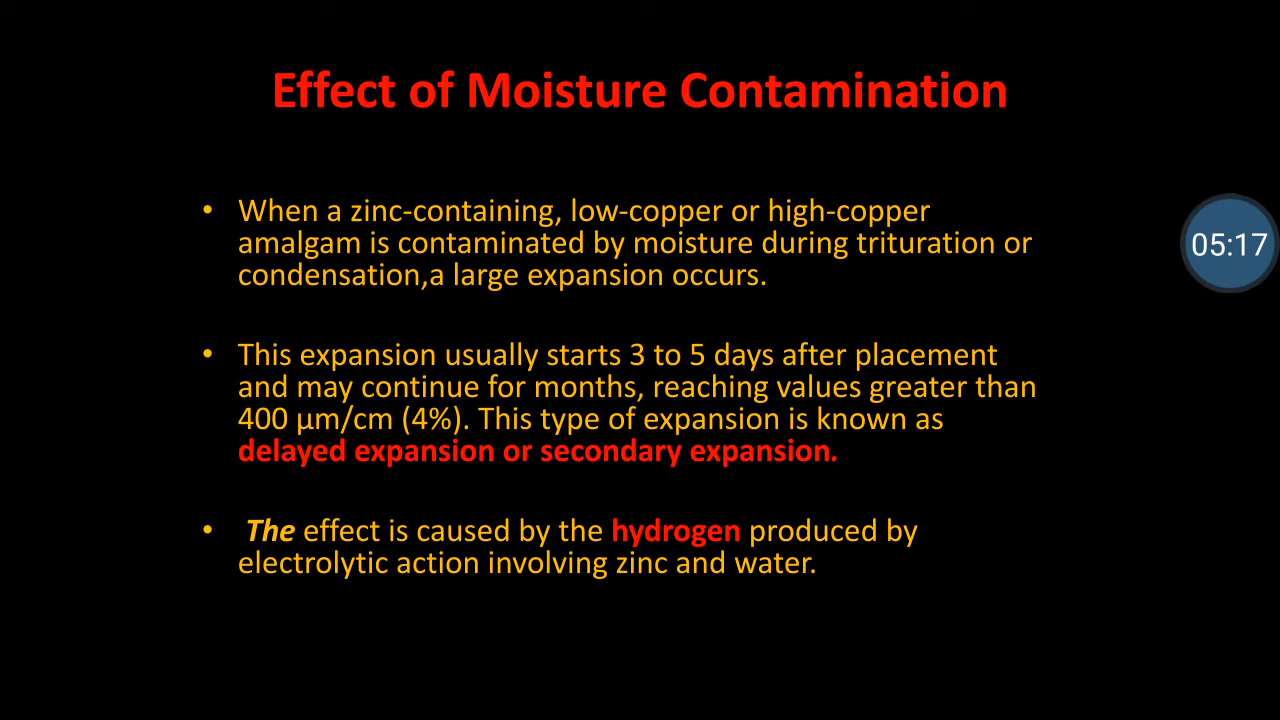 Effect of Moisture Contamination
• When a zinc-containing, low-copper or high-copper
amalgam is contaminated by moisture during trituration or
condensation,a large expansion occurs.
05:17
• This expansion usually starts 3 to 5 days after placement
and may continue for months, reaching values greater than
400 µm/cm (4%). This type of expansion is known as
delayed expansion or secondary expansion.
• The effect is caused by the hydrogen produced by
electrolytic action involving zinc and water.